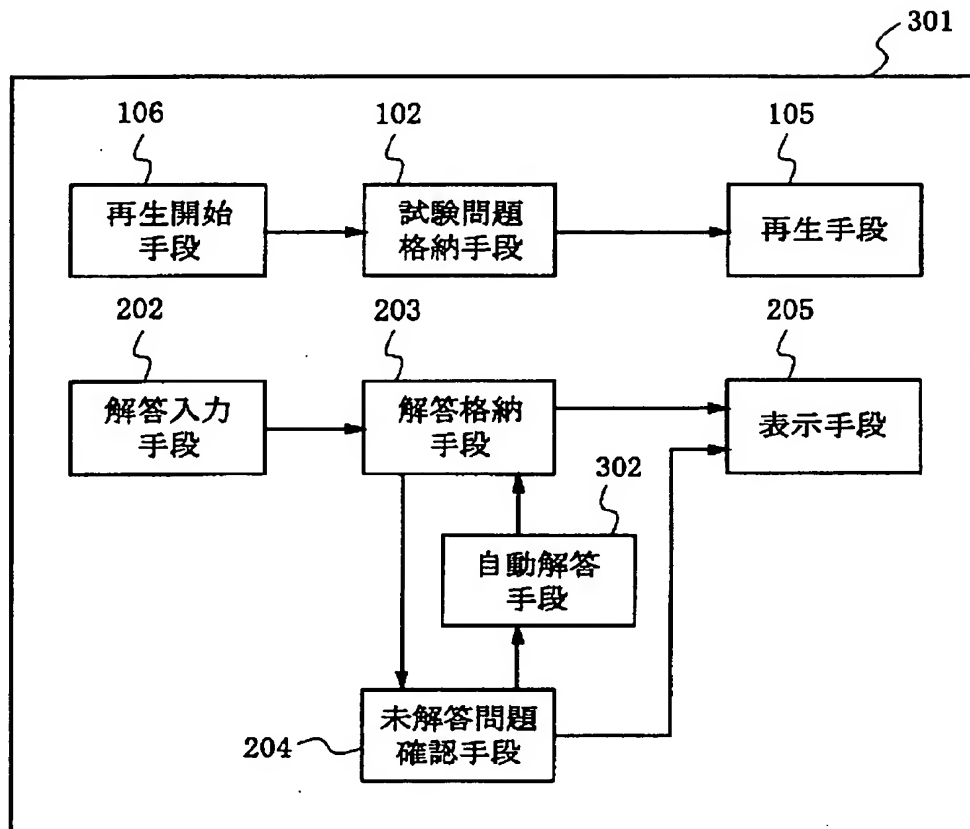 301
106
102
105
再生開始
手段
試験問題
格納手段
再生手段
202
203
205
解答入力
手段
解答格納
手段
表示手段
302
自動解答
手段
未解答問題
確認手段
204